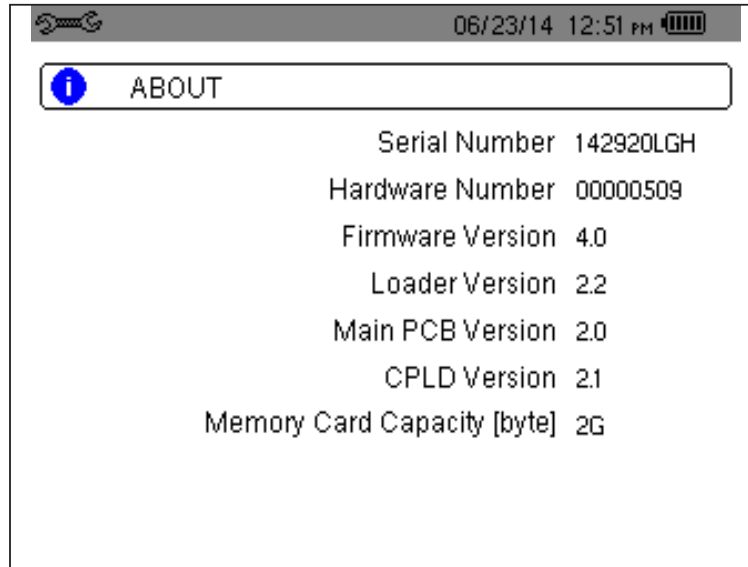 06/23/14 12:51 PM
ABOUT
Serial Number 142920LGH
Hardware Number 00000509
Firmware Version 4.0
Loader Version 2.2
Main PCB Version 2.0
CPLD Version 2.1
Memory Card Capacity [byte] 2G